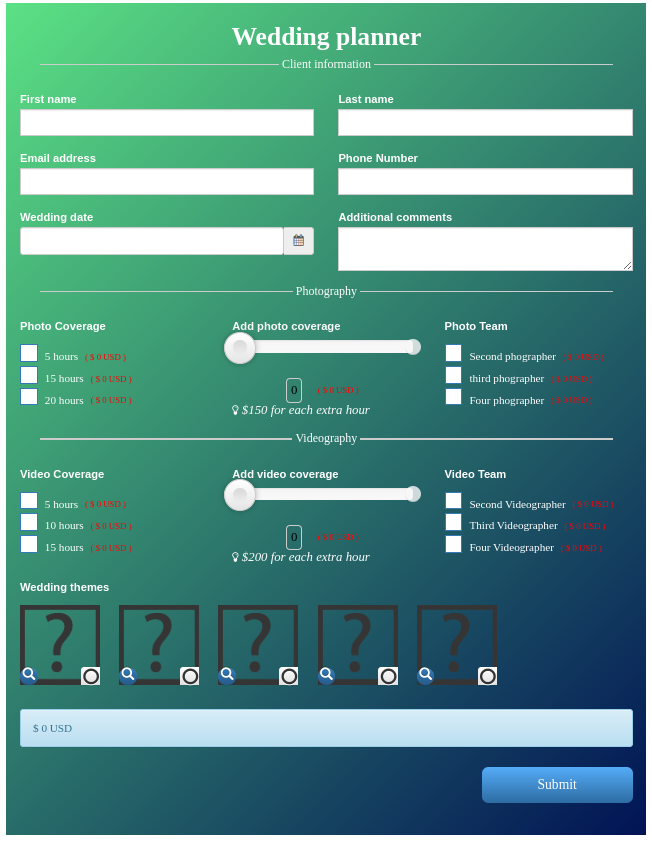 Wedding planner
Client information
First name
Last name
Email address
Phone Number
Wedding date
Additional comments
Photography
Photo Coverage
5 hours ( $ 0 USD )
15 hours ( $ 0 USD )
20 hours ( $ 0 USD )
Add photo coverage
0 ( $ 0 USD )
$150 for each extra hour
Photo Team
Second phographer ( $ 0 USD )
third phographer ( $ 0 USD )
Four phographer ( $ 0 USD )
Videography
Video Coverage
5 hours ( $ 0 USD )
10 hours ( $ 0 USD )
15 hours ( $ 0 USD )
Add video coverage
0 ( $ 0 USD )
$200 for each extra hour
Video Team
Second Videographer ( $ 0 USD )
Third Videographer ( $ 0 USD )
Four Videographer ( $ 0 USD )
Wedding themes
? ? ? ? ?
$ 0 USD
Submit